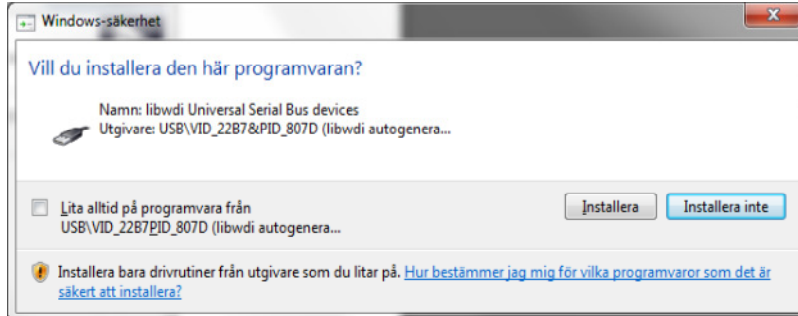 Windows-säkerhet
Vill du installera den här programvaran?
Namn: libwdi Universal Serial Bus devices
Utgivare: USB\VID_22B7&PID_807D (libwdi autogenera...
Lita alltid på programvara från
USB\VID_22B7PID_807D (libwdi autogenera...
Installera
Installera inte
Installera bara drivrutiner från utgivare som du litar på. Hur bestämmer jag mig för vilka programvaror som det är
säkert att installera?